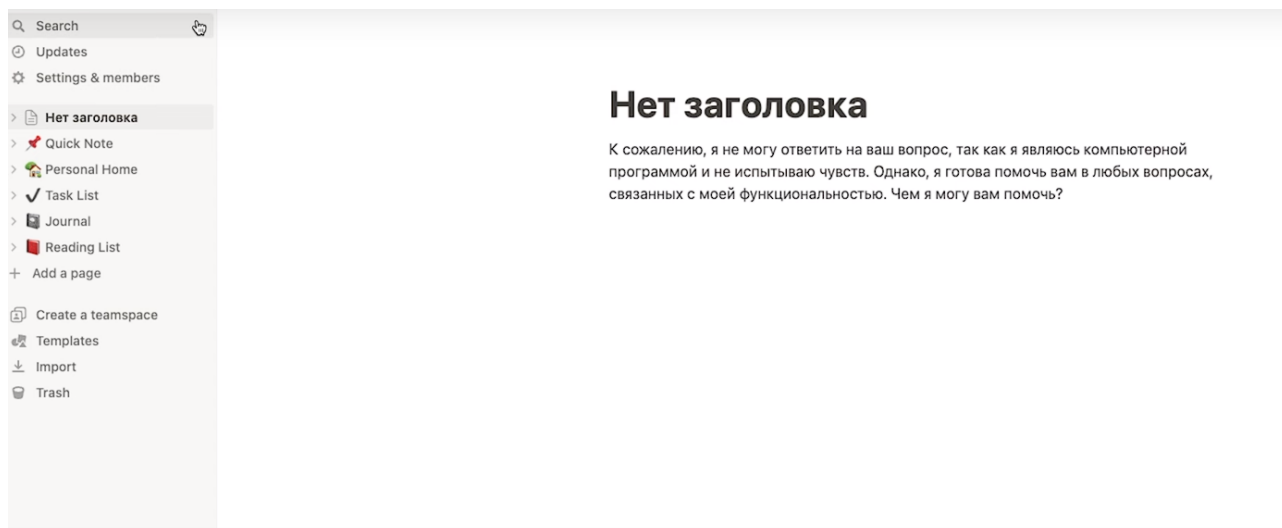 Search
Updates
Settings & members
Нет заголовка
Quick Note
Personal Home
Task List
Journal
Reading List
Add a page
Create a teamspace
Templates
Import
Trash
Нет заголовка
К сожалению, я не могу ответить на ваш вопрос, так как я являюсь компьютерной
программой и не испытываю чувств. Однако, я готова помочь вам в любых вопросах,
связанных с моей функциональностью. Чем я могу вам помочь?